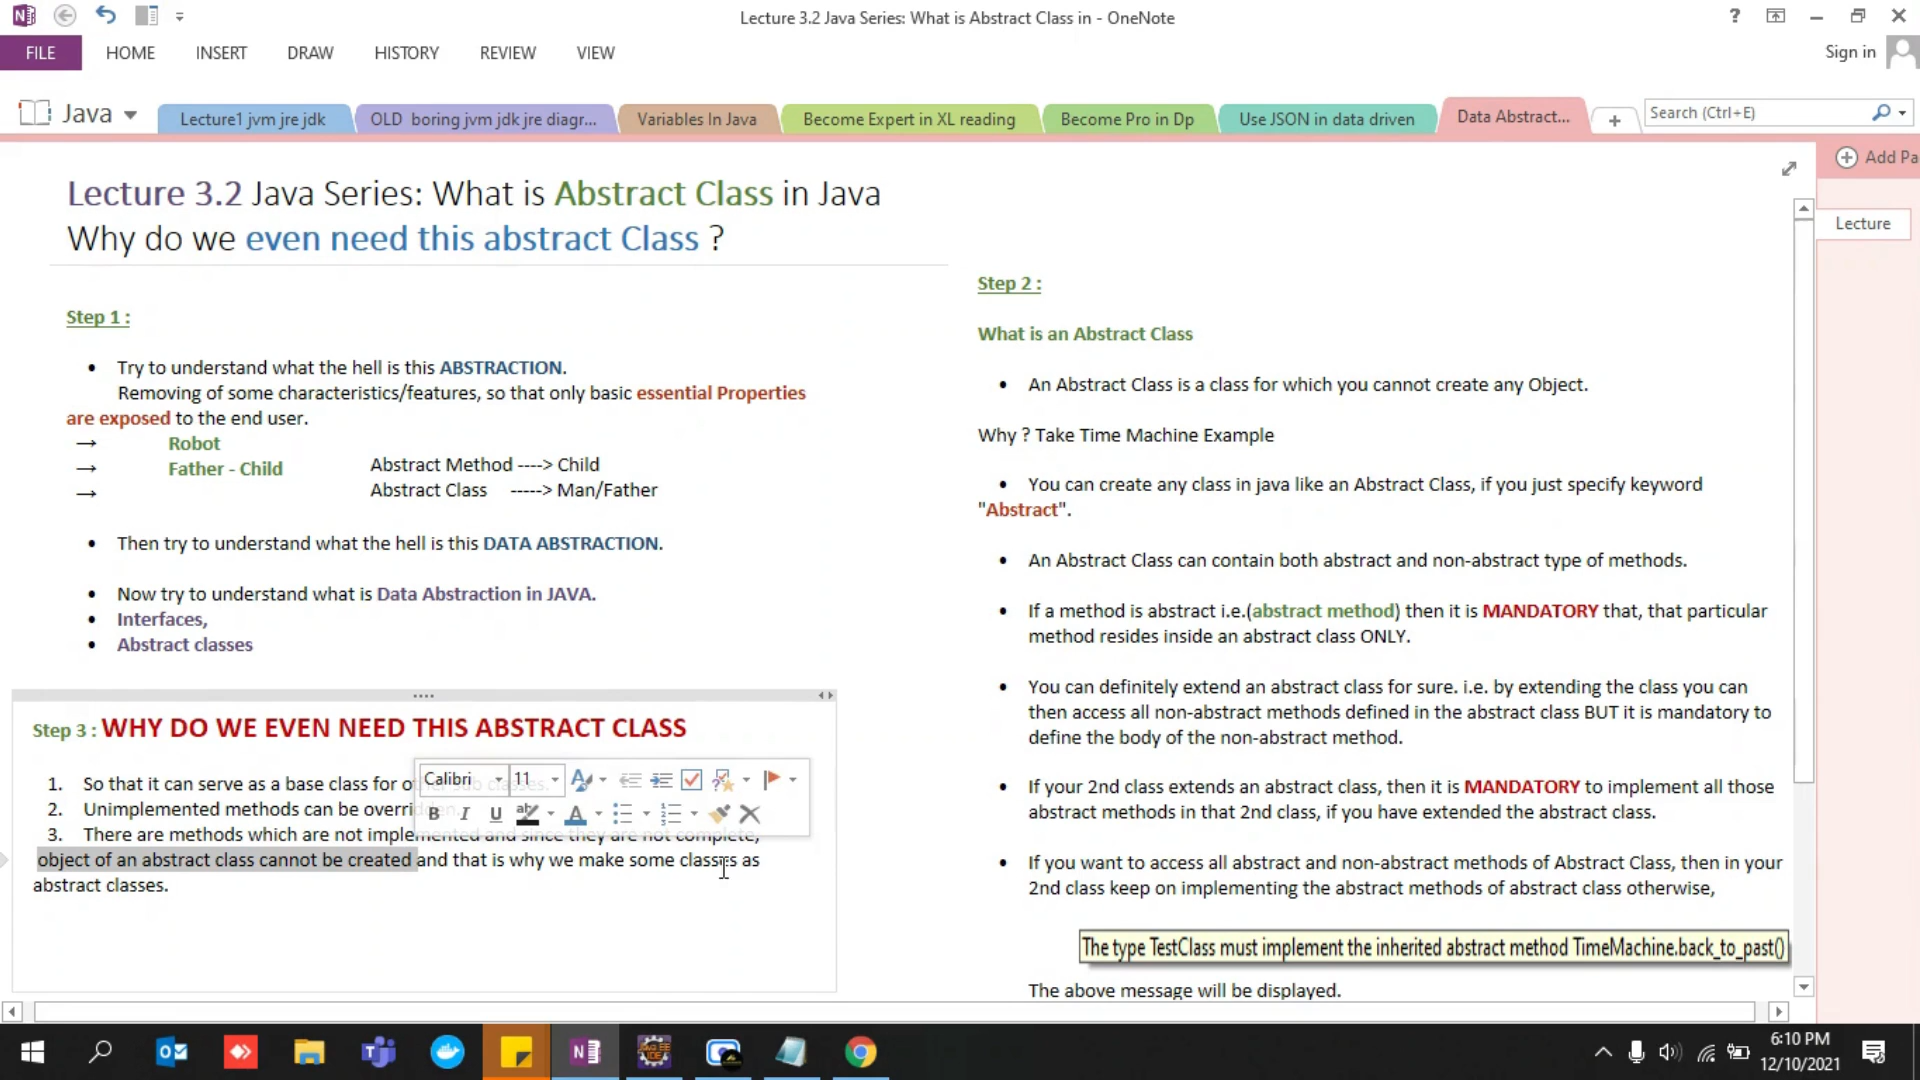 Lecture 3.2 Java Series: What is Abstract Class in - OneNote
?
FILE
HOME
INSERT
DRAW
HISTORY
REVIEW
VIEW
Sign in
Java
Lecture1 jvm jre jdk
OLD boring jvm jdk jre diagr...
Variables In Java
Become Expert in XL reading
Become Pro in Dp
Use JSON in data driven
Data Abstract...
Search (Ctrl+E)
Add Pa
Lecture
Lecture 3.2 Java Series: What is Abstract Class in Java
Why do we even need this abstract Class ?
Step 1 :
• Try to understand what the hell is this ABSTRACTION.
Removing of some characteristics/features, so that only basic essential Properties
are exposed to the end user.
→ Robot
→ Father - Child
→
Abstract Method ----> Child
Abstract Class -----> Man/Father
• Then try to understand what the hell is this DATA ABSTRACTION.
• Now try to understand what is Data Abstraction in JAVA.
• Interfaces,
• Abstract classes
Step 3 : WHY DO WE EVEN NEED THIS ABSTRACT CLASS
1. So that it can serve as a base class for other sub classes.
2. Unimplemented methods can be overridden.
3. There are methods which are not implemented and since they are not complete,
object of an abstract class cannot be created and that is why we make some classes as
abstract classes.
Calibri 11
B I U
Step 2 :
What is an Abstract Class
• An Abstract Class is a class for which you cannot create any Object.
Why ? Take Time Machine Example
• You can create any class in java like an Abstract Class, if you just specify keyword
"Abstract".
• An Abstract Class can contain both abstract and non-abstract type of methods.
• If a method is abstract i.e.(abstract method) then it is MANDATORY that, that particular
method resides inside an abstract class ONLY.
• You can definitely extend an abstract class for sure. i.e. by extending the class you can
then access all non-abstract methods defined in the abstract class BUT it is mandatory to
define the body of the non-abstract method.
• If your 2nd class extends an abstract class, then it is MANDATORY to implement all those
abstract methods in that 2nd class, if you have extended the abstract class.
• If you want to access all abstract and non-abstract methods of Abstract Class, then in your
2nd class keep on implementing the abstract methods of abstract class otherwise,
The type TestClass must implement the inherited abstract method TimeMachine.back_to_past()
The above message will be displayed.
6:10 PM
12/10/2021